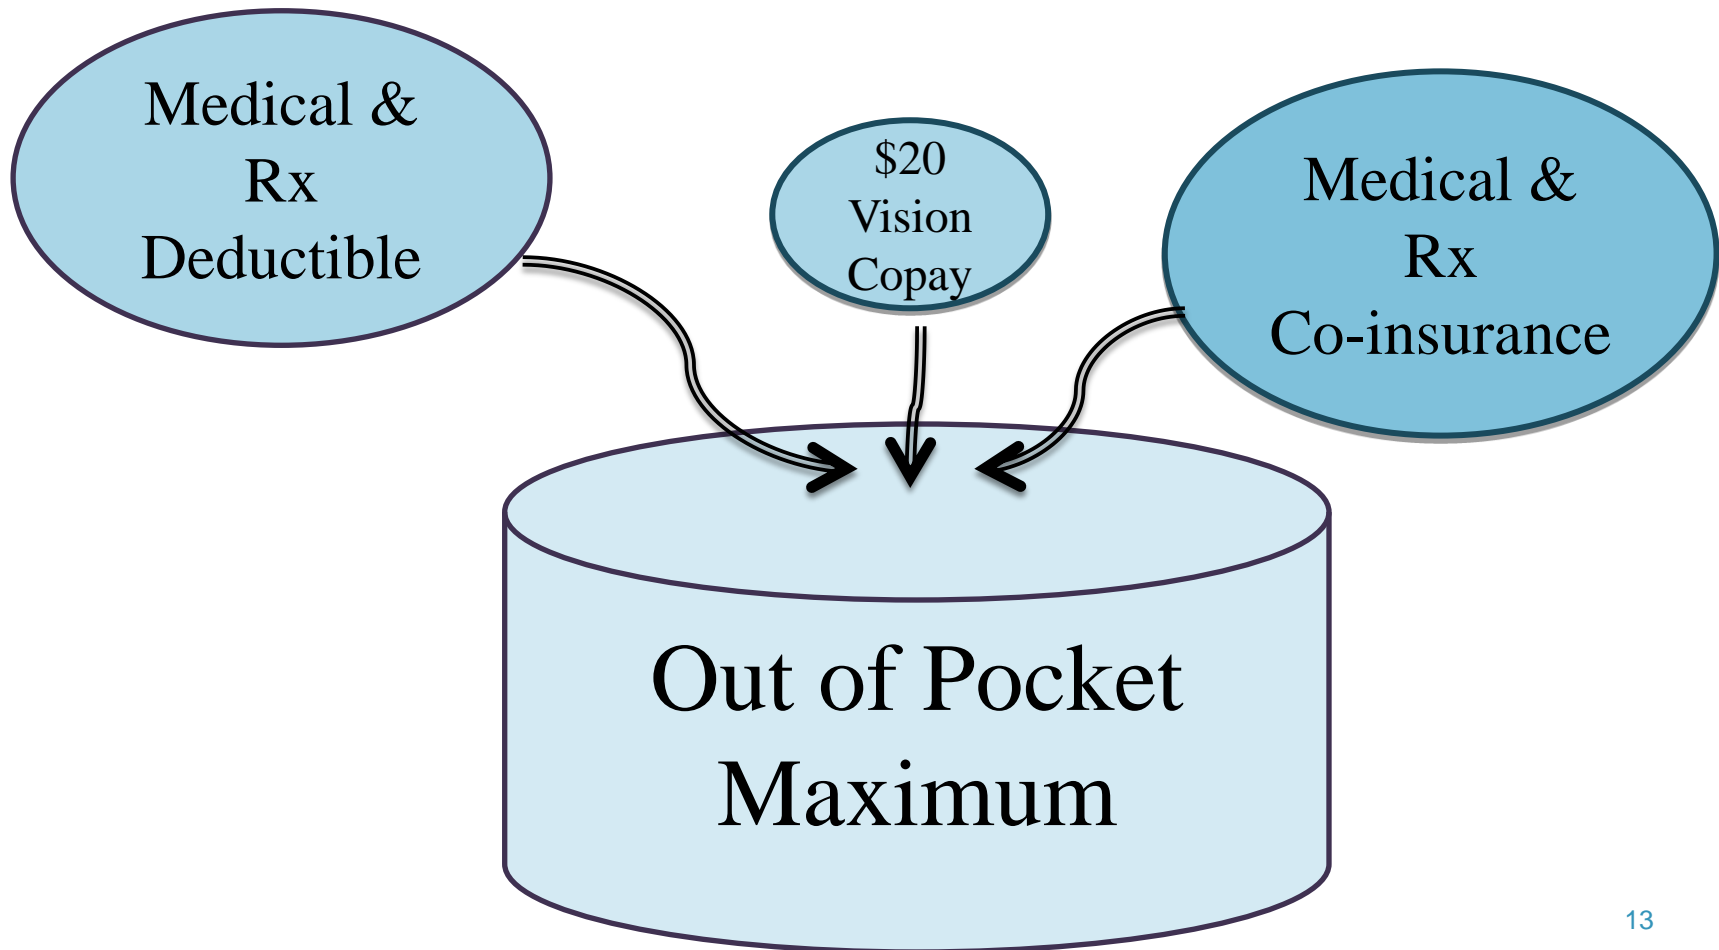 Medical &
Rx
Deductible
$20
Vision
Copay
Medical &
Rx
Co-insurance
Out of Pocket
Maximum
13